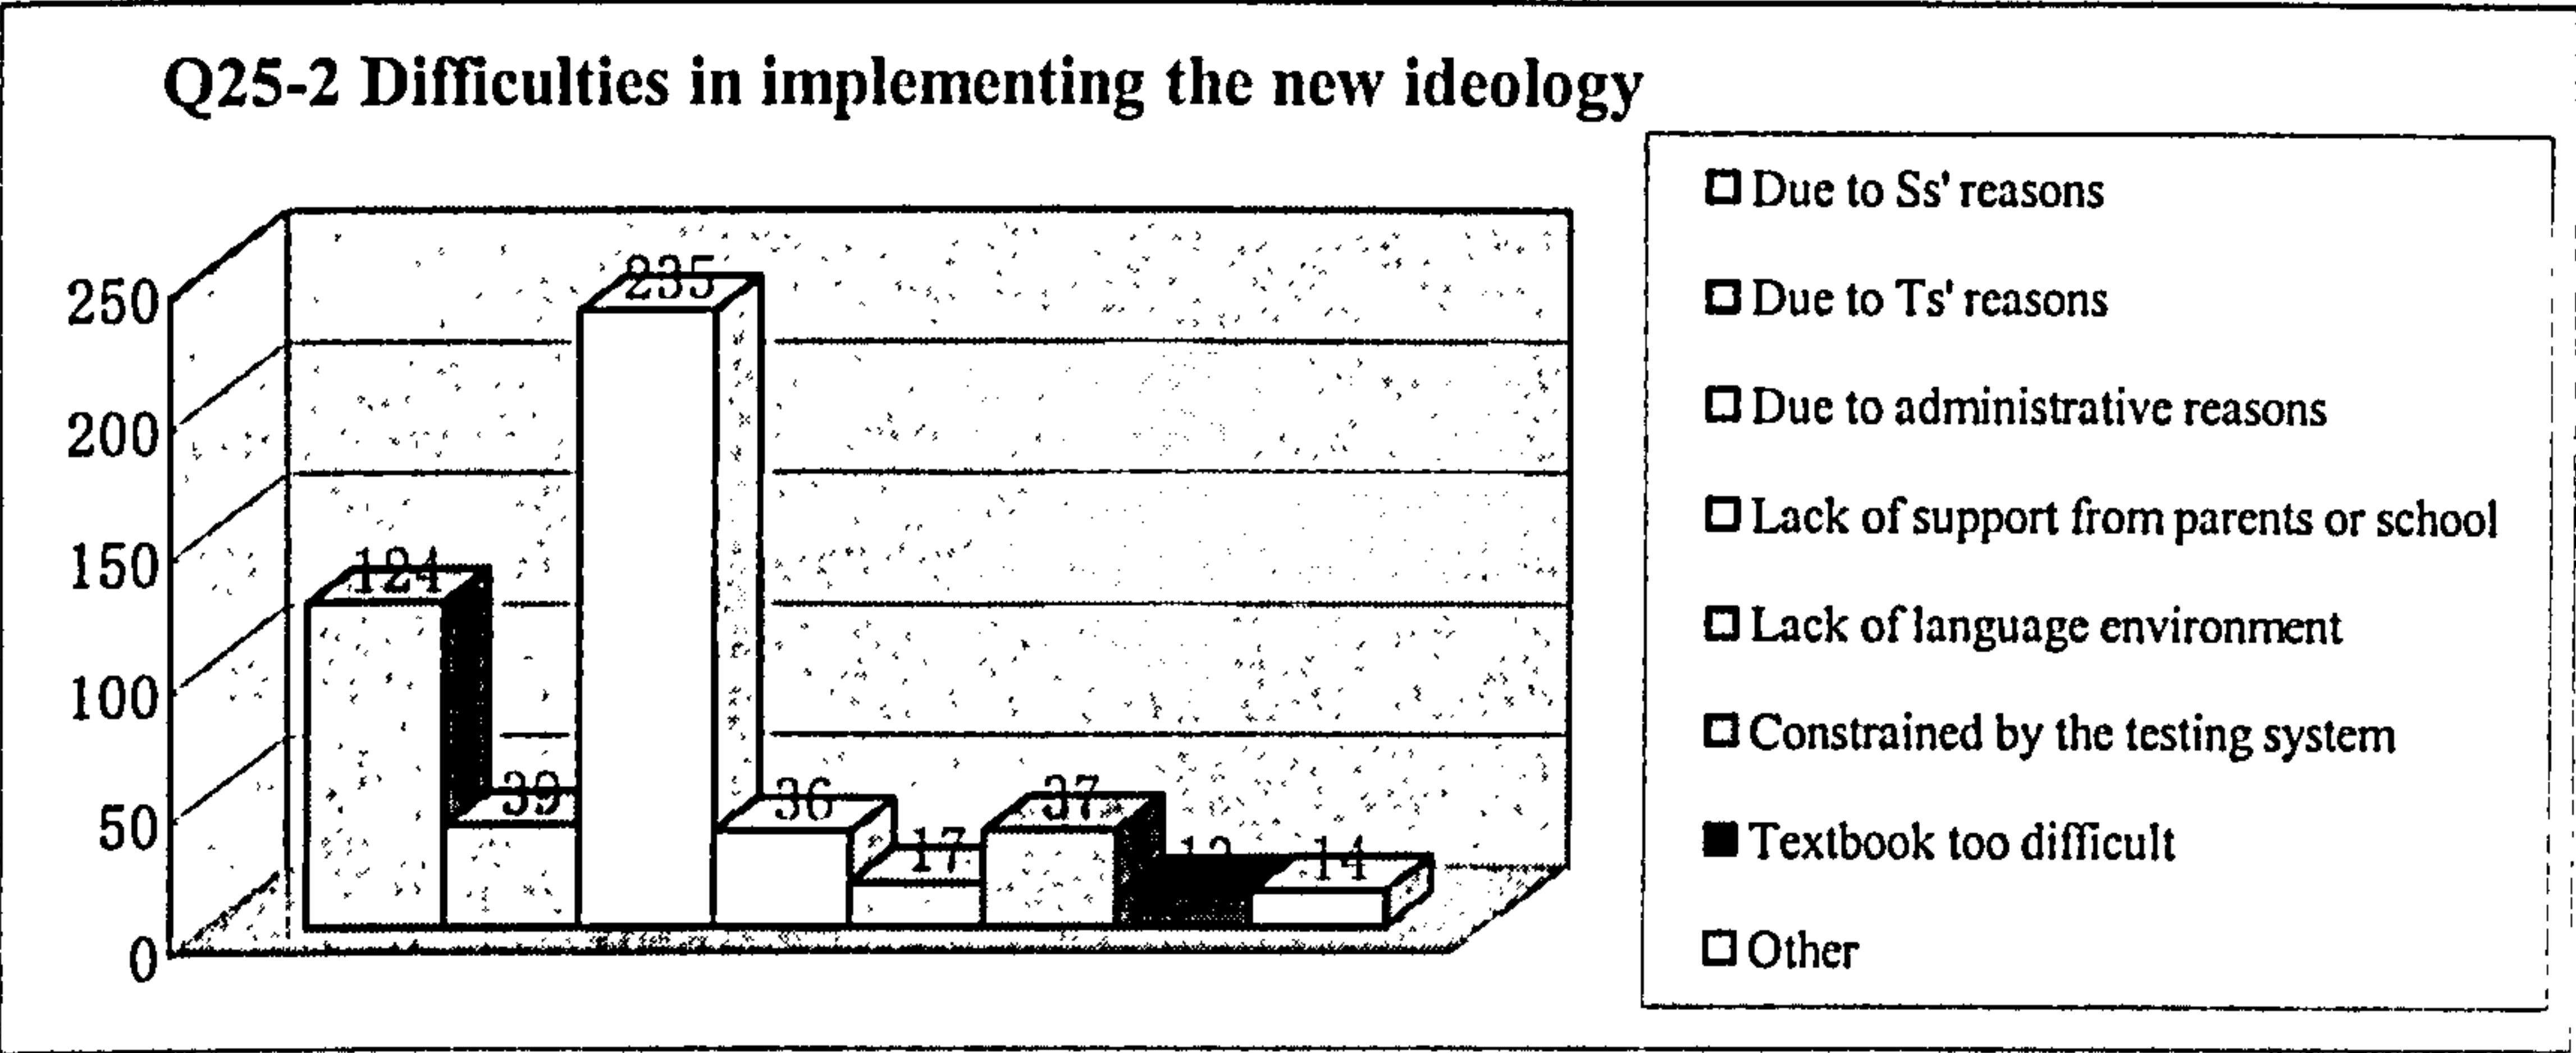 Q25-2 Difficulties in implementing the new ideology
250
200
150
100
50
0
124
39
235
36
17
37
14
Due to Ss' reasons
Due to Ts' reasons
Due to administrative reasons
Lack of support from parents or school
Lack of language environment
Constrained by the testing system
Textbook too difficult
Other